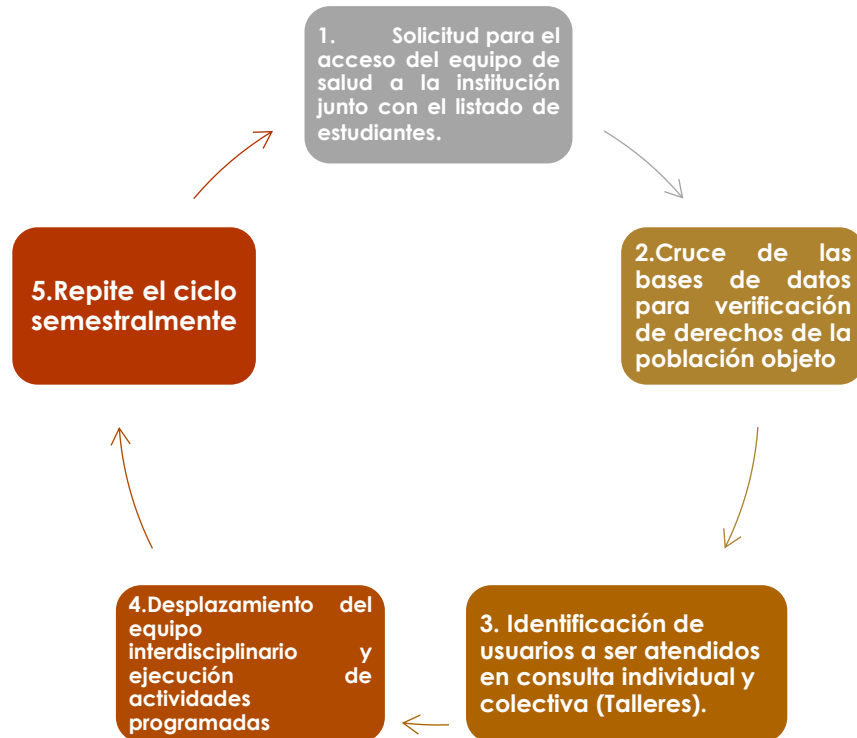 1. Solicitud para el
acceso del equipo de
salud a la institución
junto con el listado de
estudiantes.
2.Cruce de las
bases de datos
para verificación
de derechos de la
población objeto
3. Identificación de
usuarios a ser atendidos
en consulta individual y
colectiva (Talleres).
4.Desplazamiento del
equipo
interdisciplinario y
ejecución de
actividades
programadas
5.Repite el ciclo
semestralmente